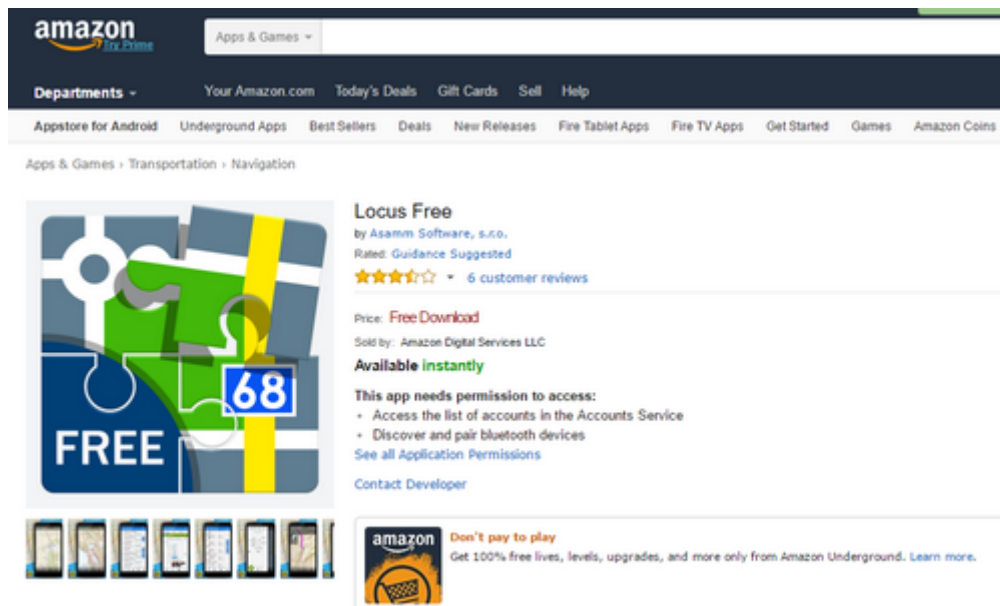 amazon
Try Prime
Apps & Games
Departments
Your Amazon.com Today's Deals Gift Cards Sell Help
Appstore for Android Underground Apps Best Sellers Deals New Releases Fire Tablet Apps Fire TV Apps Get Started Games Amazon Coins
Apps & Games › Transportation › Navigation
68
FREE
Locus Free
by Asamm Software, s.r.o.
Rated: Guidance Suggested
6 customer reviews
Price: Free Download
Sold by: Amazon Digital Services LLC
Available instantly
This app needs permission to access:
Access the list of accounts in the Accounts Service
Discover and pair bluetooth devices
See all Application Permissions
Contact Developer
amazon
Don't pay to play
Get 100% free lives, levels, upgrades, and more only from Amazon Underground. Learn more.